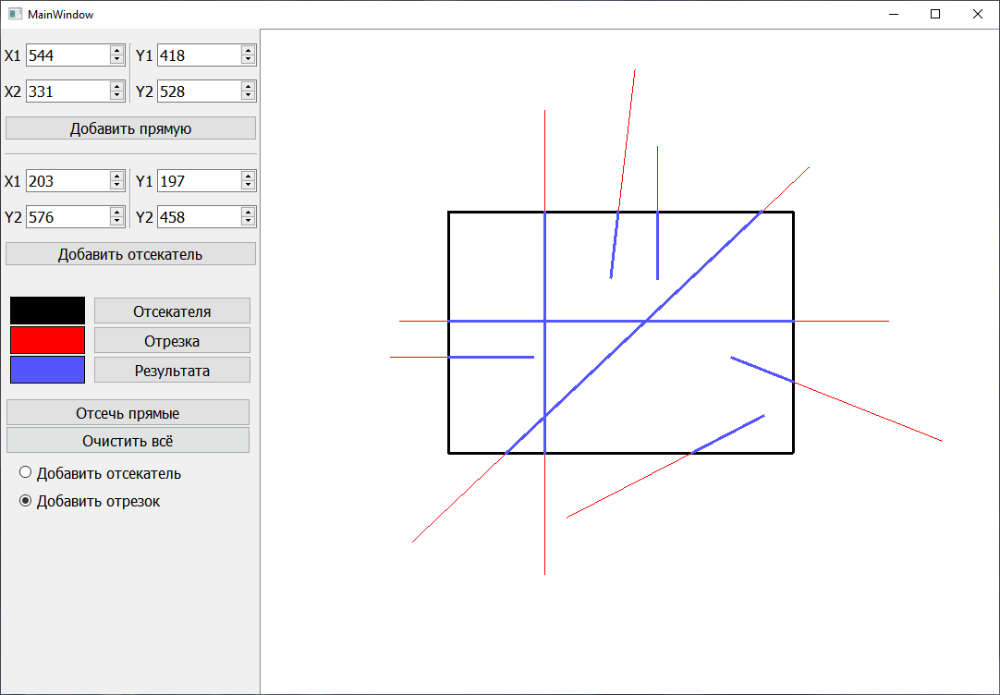 MainWindow
X1 544 Y1 418
X2 331 Y2 528
Добавить прямую
X1 203 Y1 197
Y2 576 Y2 458
Добавить отсекатель
Отсекателя
Отрезка
Результата
Отсечь прямые
Очистить всё
Добавить отсекатель
Добавить отрезок